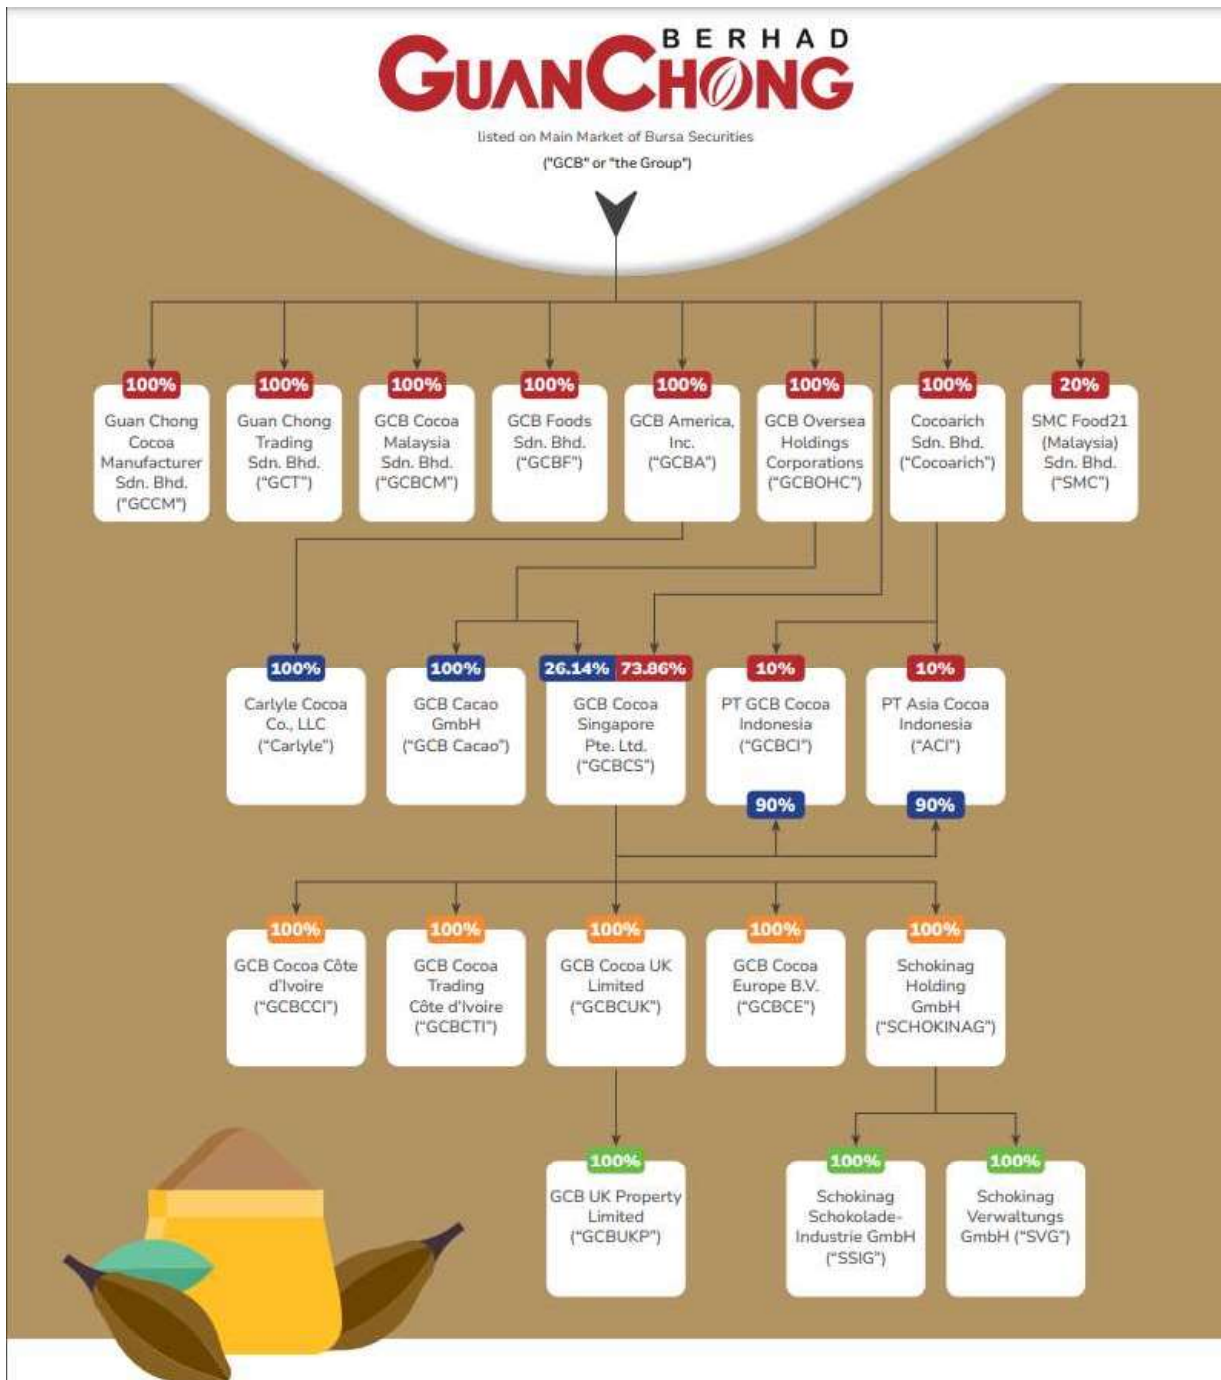 BERHAD
GUANCHONG
listed on Main Market of Bursa Securities
("GCB" or "the Group")
100%
Guan Chong
Cocoa
Manufacturer
Sdn. Bhd.
("GCCM")
100%
Guan Chong
Trading
Sdn. Bhd.
("GCT")
100%
GCB Cocoa
Malaysia
Sdn. Bhd.
("GCBCM")
100%
GCB Foods
Sdn. Bhd.
("GCBF")
100%
GCB America,
Inc.
("GCBA")
100%
GCB Oversea
Holdings
Corporations
("GCBOHC")
100%
Cocoarich
Sdn. Bhd.
("Cocoarich")
20%
SMC Food21
(Malaysia)
Sdn. Bhd.
("SMC")
100%
Carlyle Cocoa
Co., LLC
("Carlyle")
100%
GCB Cacao
GmbH
("GCB Cacao")
26.14% 73.86%
GCB Cocoa
Singapore
Pte. Ltd.
("GCBCS")
10%
PT GCB Cocoa
Indonesia
("GCBCI")
90%
10%
PT Asia Cocoa
Indonesia
("ACI")
90%
100%
GCB Cocoa Côte
d'Ivoire
("GCBCCI")
100%
GCB Cocoa
Trading
Côte d'Ivoire
("GCBCTI")
100%
GCB Cocoa UK
Limited
("GCBCUK")
100%
GCB Cocoa
Europe B.V.
("GCBCE")
100%
Schokinag
Holding
GmbH
("SCHOKINAG")
100%
GCB UK Property
Limited
("GCBUKP")
100%
Schokinag
Schokolade-
Industrie GmbH
("SSIG")
100%
Schokinag
Verwaltungs
GmbH ("SVG")